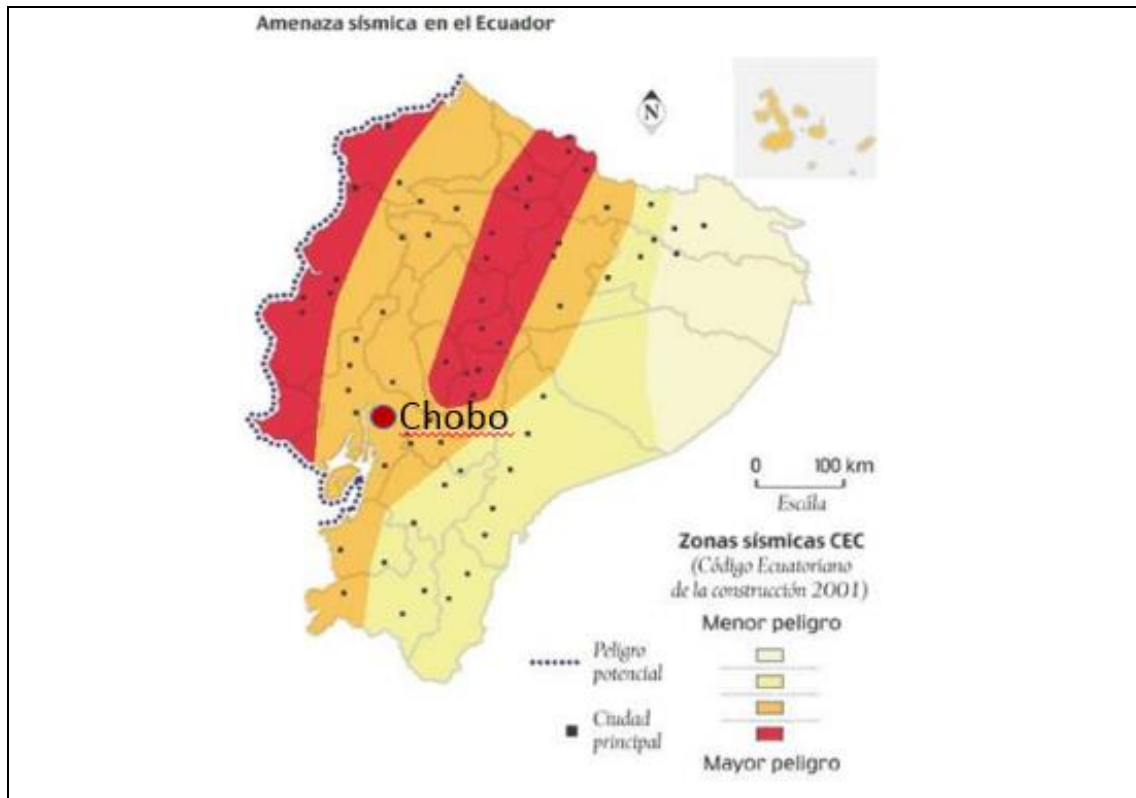 Amenaza sísmica en el Ecuador
N
Chobo
0 100 km
Escála
Zonas sísmicas CEC
(Código Ecuatoriano
de la construcción 2001)
Menor peligro
Peligro
potencial
Ciudad
principal
Mayor peligro